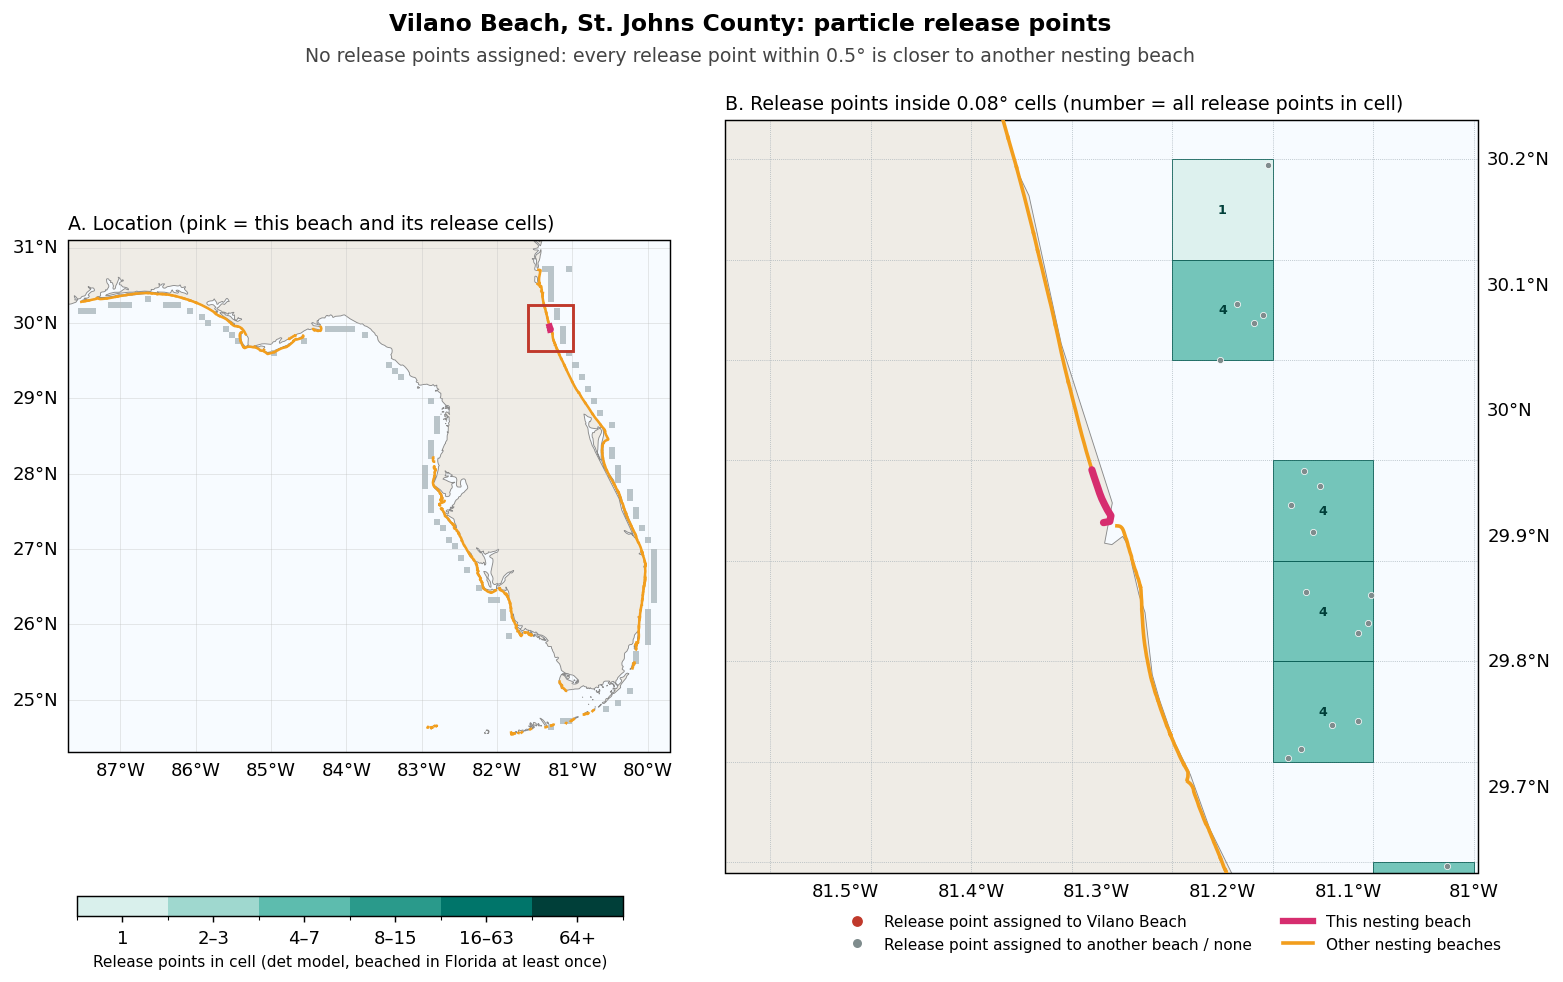 Vilano Beach, St. Johns County: particle release points
No release points assigned: every release point within 0.5° is closer to another nesting beach
A. Location (pink = this beach and its release cells)
31°N
30°N
29°N
28°N
27°N
26°N
25°N
87°W 86°W 85°W 84°W 83°W 82°W 81°W 80°W
1 2–3 4–7 8–15 16–63 64+
Release points in cell (det model, beached in Florida at least once)
B. Release points inside 0.08° cells (number = all release points in cell)
1
4
4
4
4
30.2°N
30.1°N
30°N
29.9°N
29.8°N
29.7°N
81.5°W 81.4°W 81.3°W 81.2°W 81.1°W 81°W
Release point assigned to Vilano Beach
Release point assigned to another beach / none
This nesting beach
Other nesting beaches